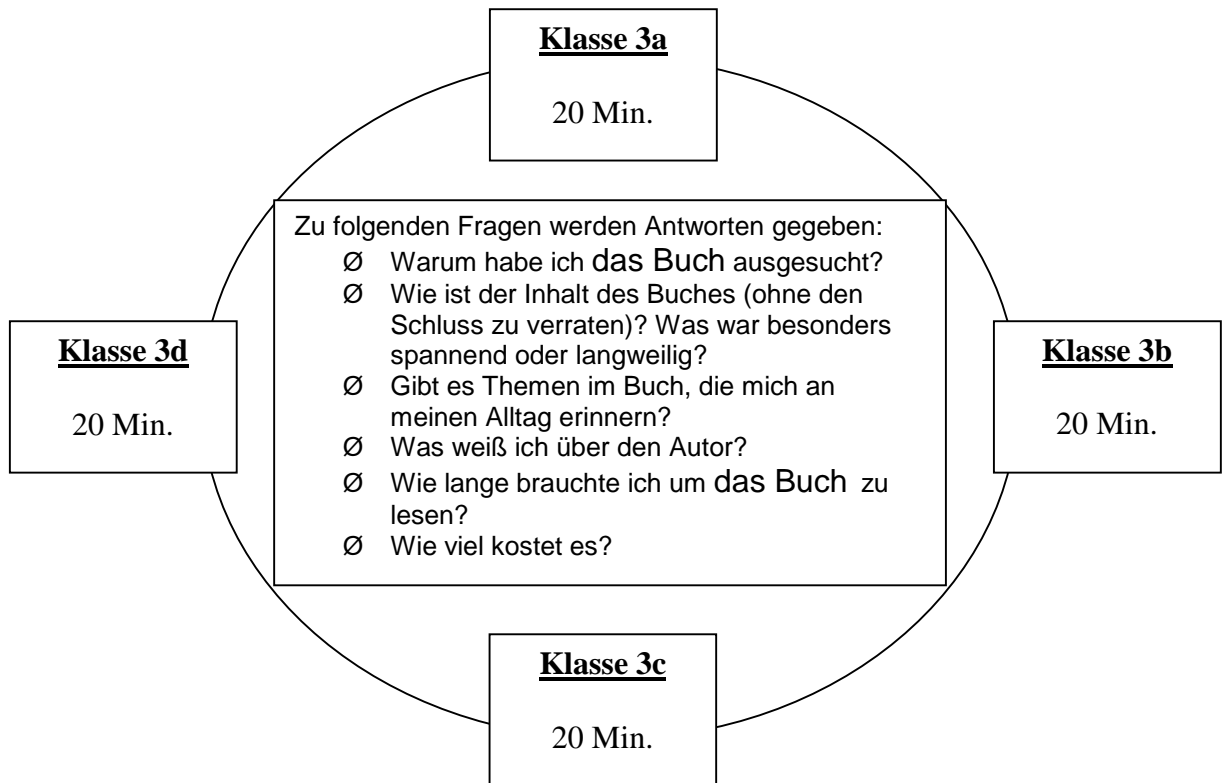 Klasse 3a
20 Min.
Zu folgenden Fragen werden Antworten gegeben:
Ø Warum habe ich das Buch ausgesucht?
Ø Wie ist der Inhalt des Buches (ohne den
Schluss zu verraten)? Was war besonders
spannend oder langweilig?
Ø Gibt es Themen im Buch, die mich an
meinen Alltag erinnern?
Ø Was weiß ich über den Autor?
Ø Wie lange brauchte ich um das Buch zu
lesen?
Ø Wie viel kostet es?
Klasse 3d
20 Min.
Klasse 3b
20 Min.
Klasse 3c
20 Min.